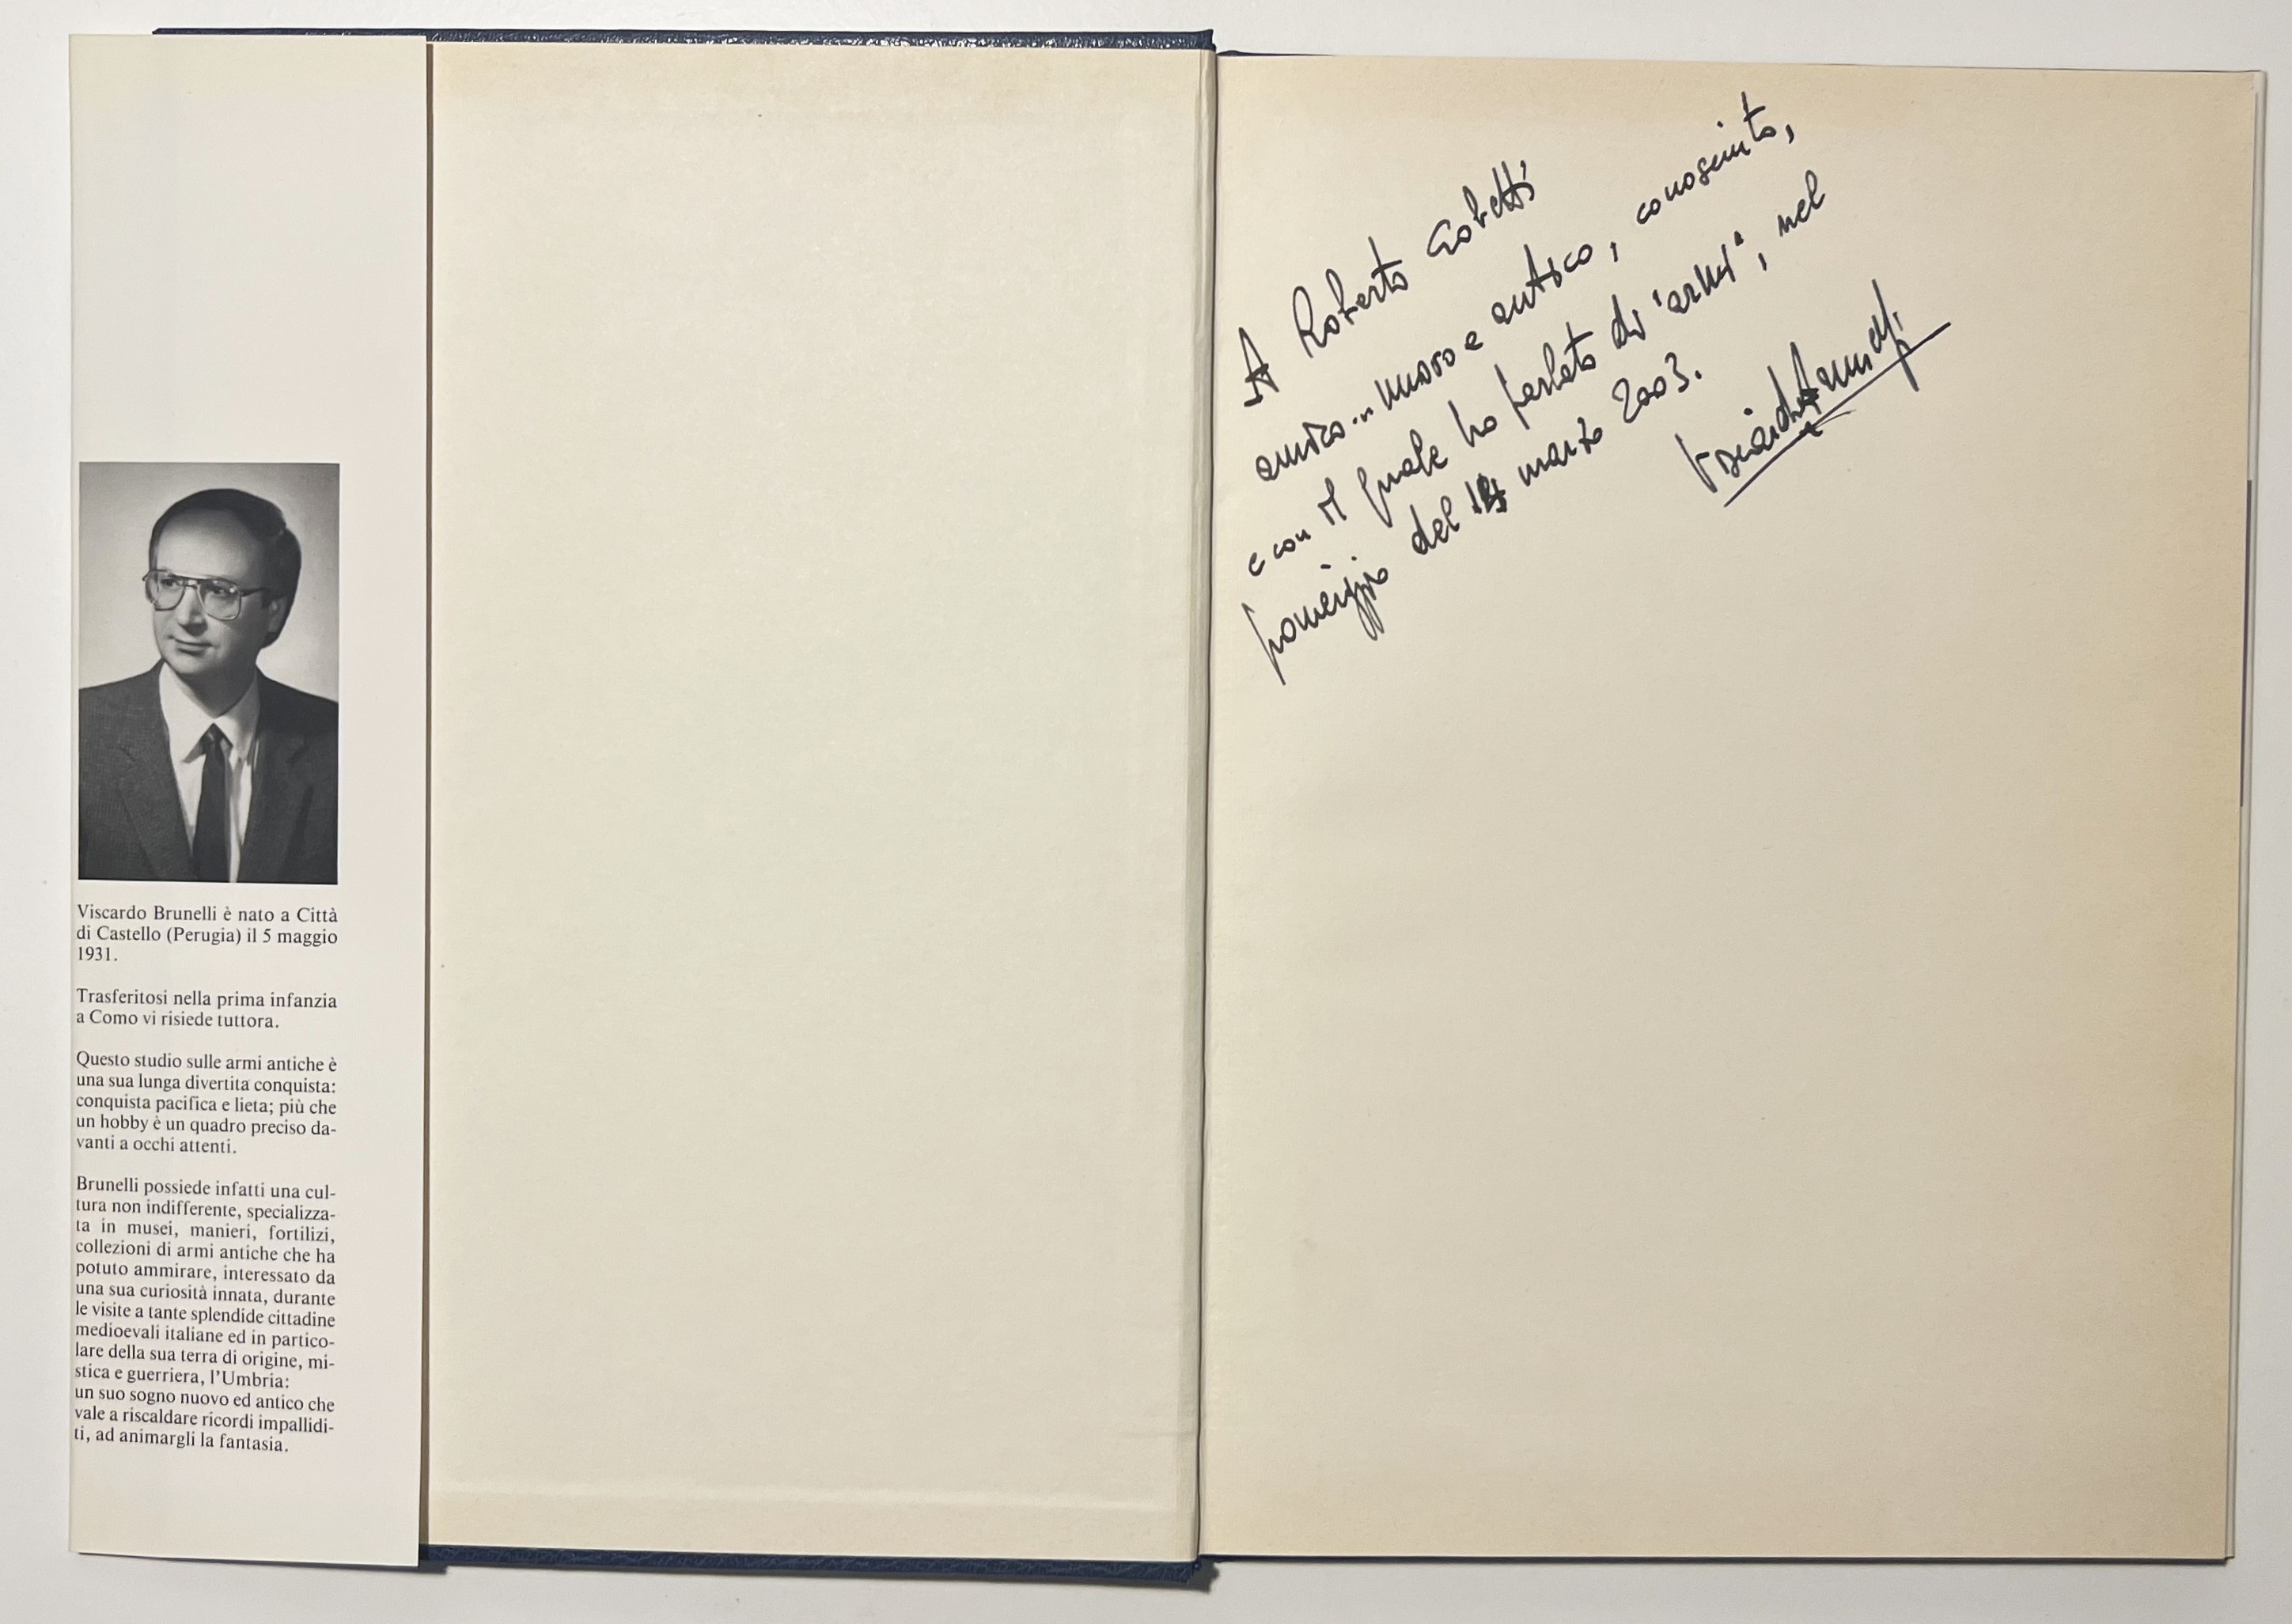 Viscardo Brunelli è nato a Città
di Castello (Perugia) il 5 maggio
1931.
Trasferitosi nella prima infanzia
a Como vi risiede tuttora.
Questo studio sulle armi antiche è
una sua lunga divertita conquista:
conquista pacifica e lieta; più che
un hobby è un quadro preciso da-
vanti a occhi attenti.
Brunelli possiede infatti una cul-
tura non indifferente, specializza-
ta in musei, manieri, fortilizi,
collezioni di armi antiche che ha
potuto ammirare, interessato da
una sua curiosità innata, durante
le visite a tante splendide cittadine
medioevali italiane ed in partico-
lare della sua terra di origine, mi-
stica e guerriera, l'Umbria:
un suo sogno nuovo ed antico che
vale a riscaldare ricordi impallidi-
ti, ad animargli la fantasia.
A Roberto Gobetti
amico... nuovo e antico, conosciuto,
e con il quale ho parlato di "armi", nel
pomeriggio del marzo 2003.